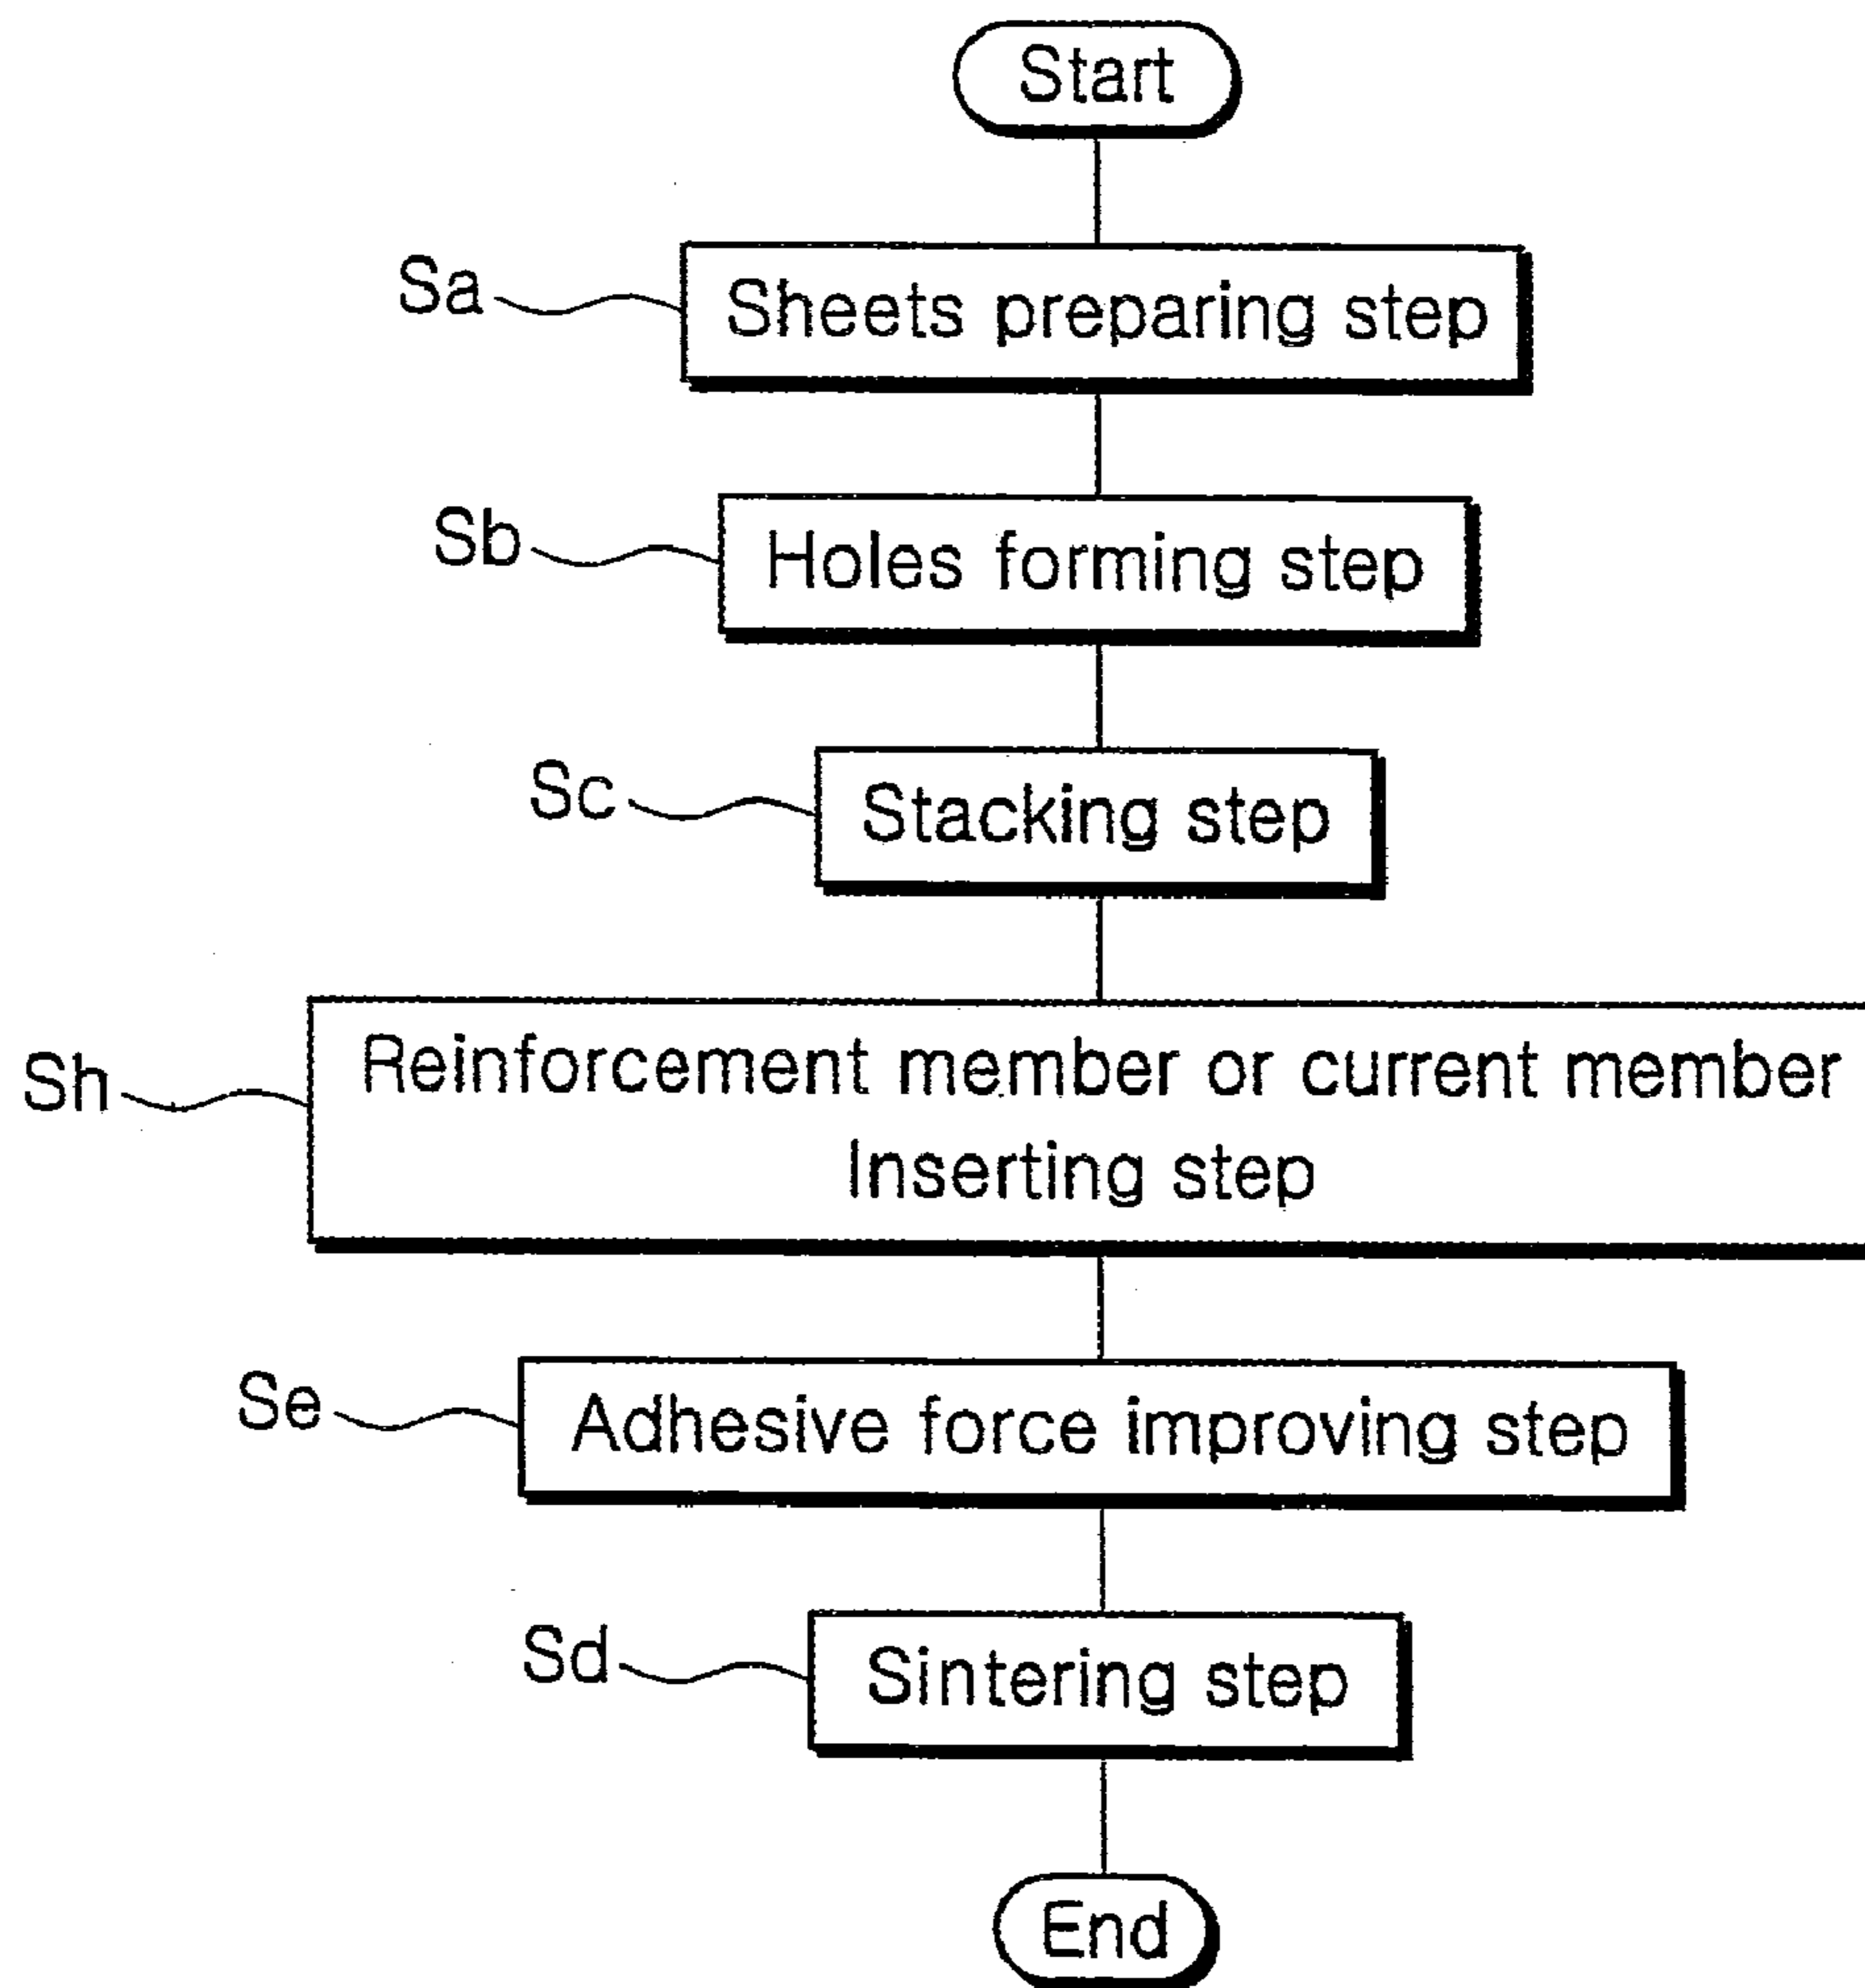 Start
Sa
Sheets preparing step
Sb
Holes forming step
Sc
Stacking step
Sh
Reinforcement member or current member
Inserting step
Se
Adhesive force improving step
Sd
Sintering step
End